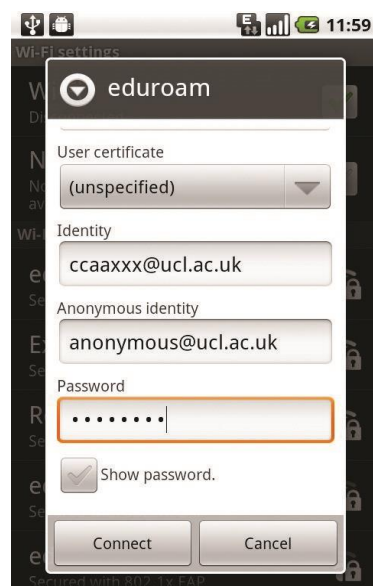 E
11:59
Wi-Fi settings
eduroam
User certificate
(unspecified)
Identity
ccaaxxx@ucl.ac.uk
Anonymous identity
anonymous@ucl.ac.uk
Password
••••••••
Show password.
Connect
Cancel
Secured with 802.1x EAP